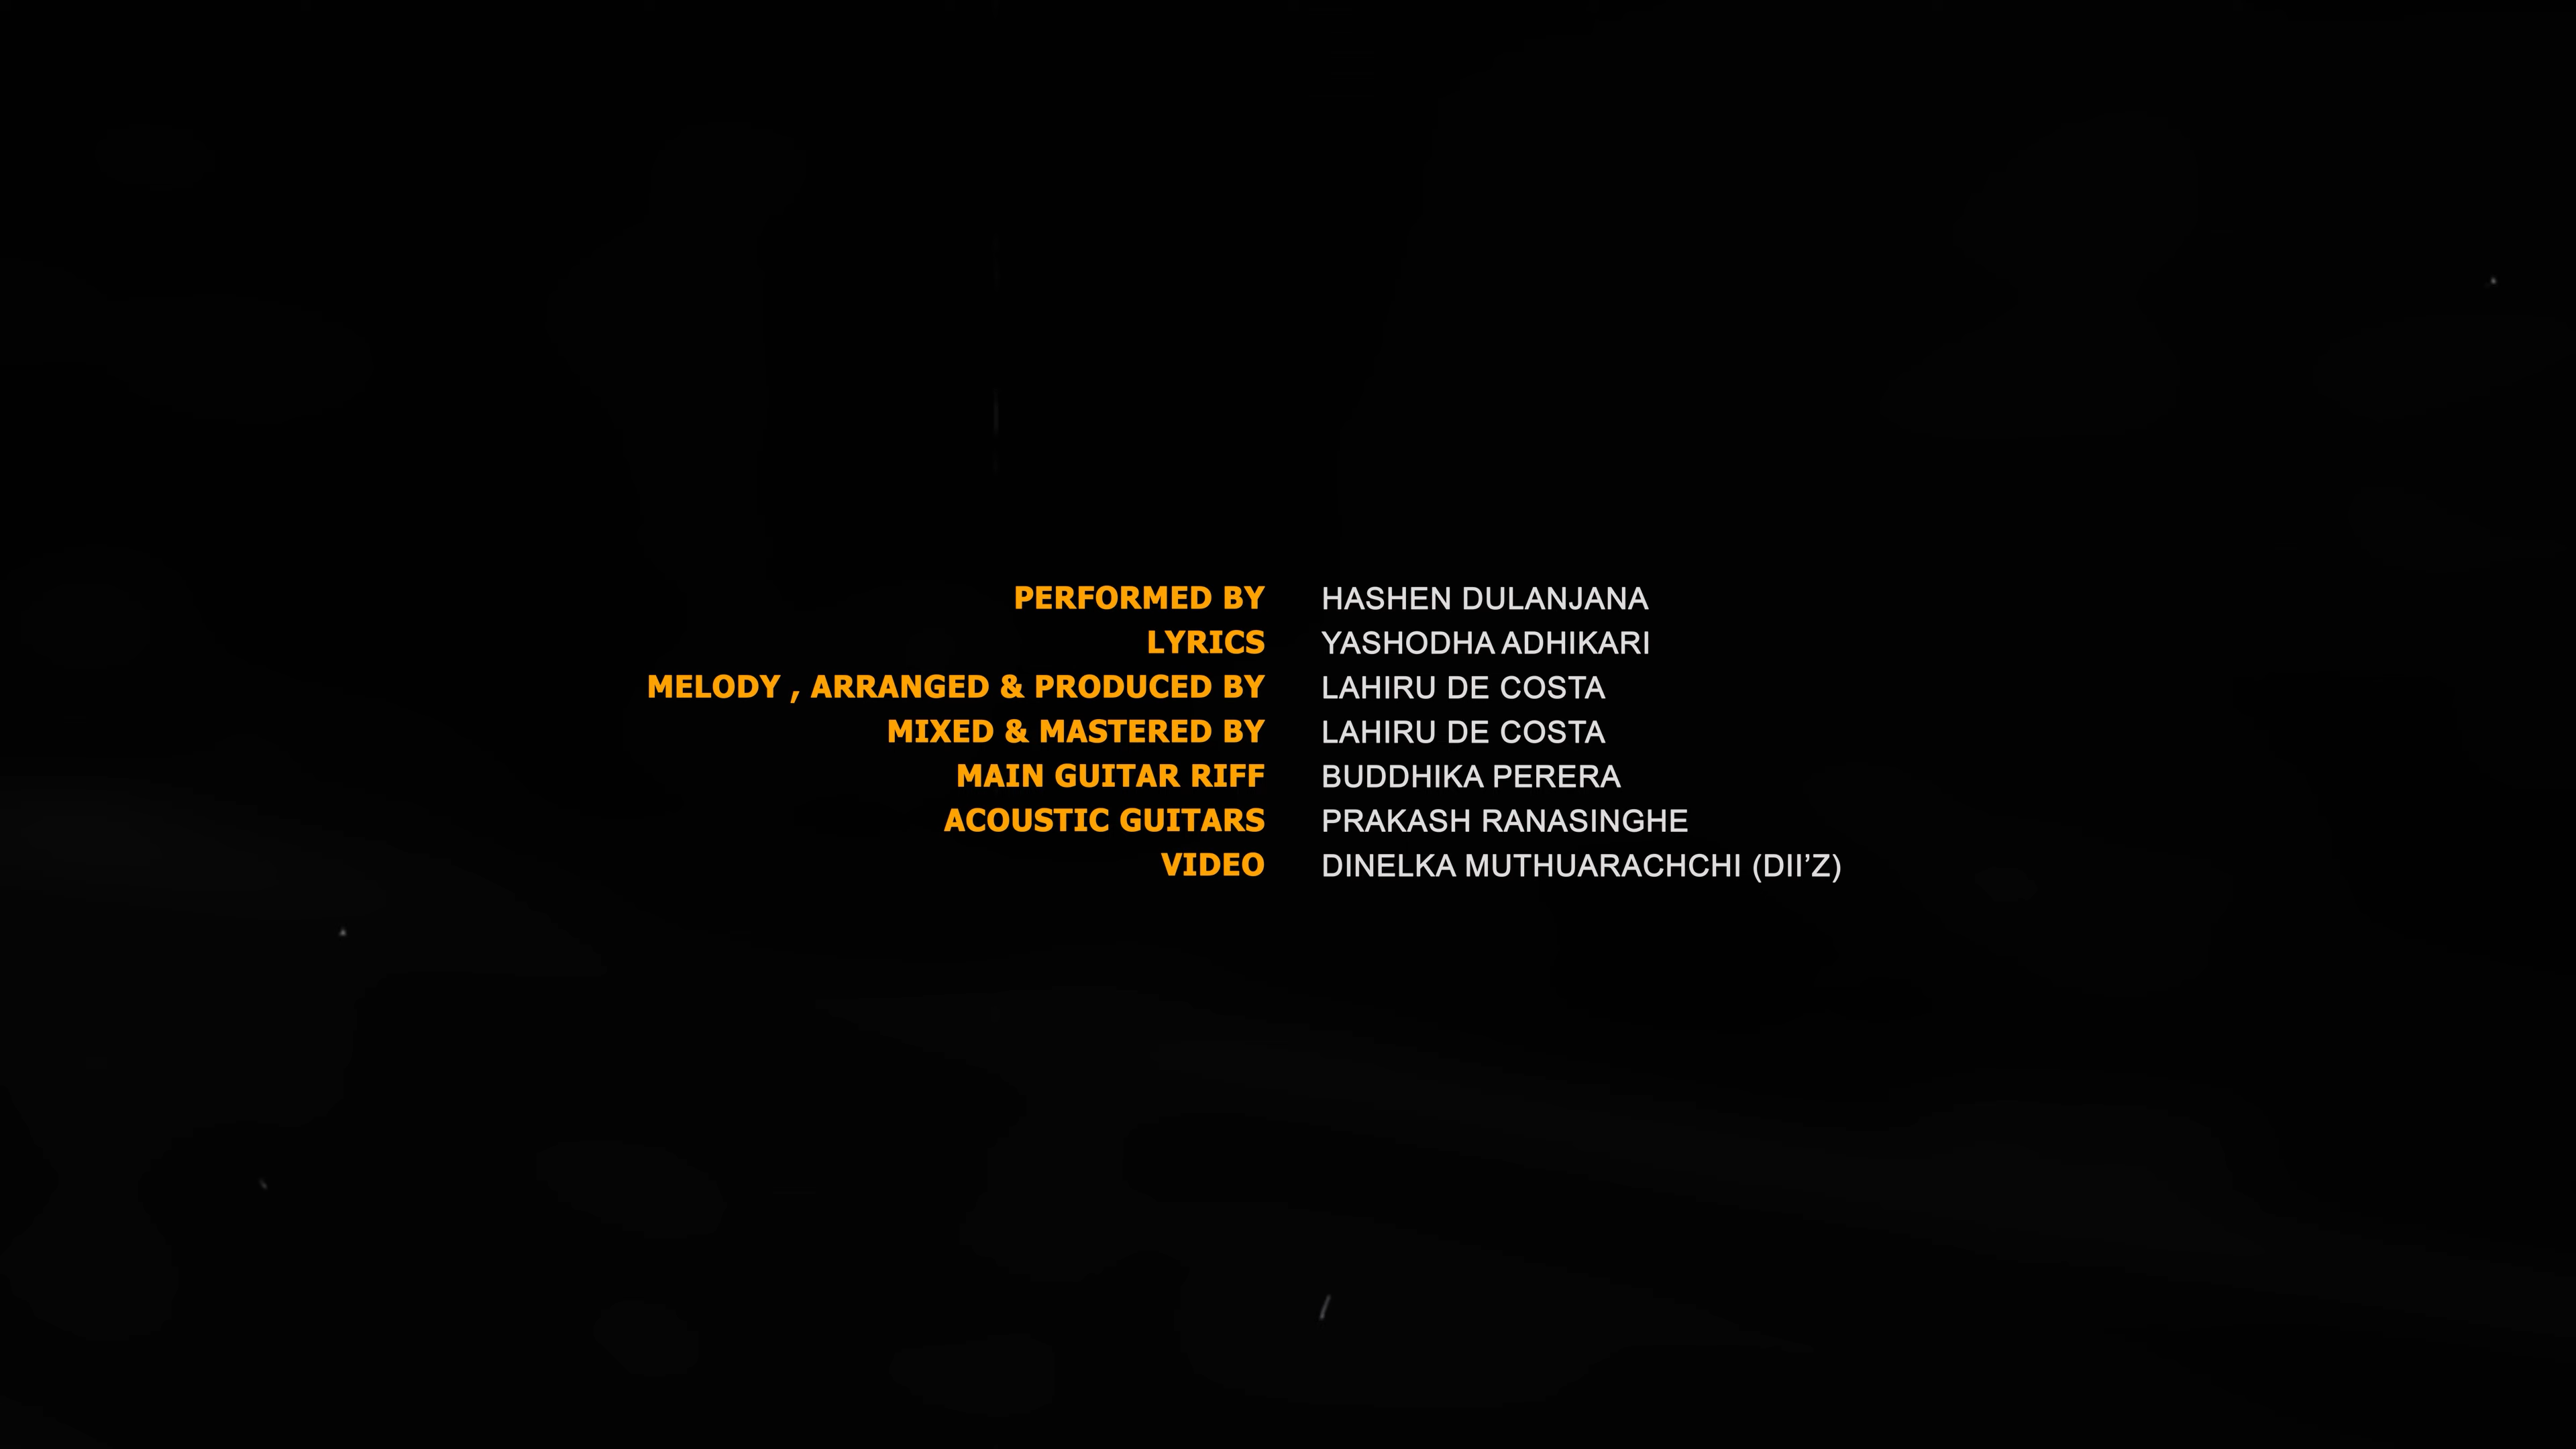 PERFORMED BY HASHEN DULANJANA
LYRICS YASHODHA ADHIKARI
MELODY , ARRANGED & PRODUCED BY LAHIRU DE COSTA
MIXED & MASTERED BY LAHIRU DE COSTA
MAIN GUITAR RIFF BUDDHIKA PERERA
ACOUSTIC GUITARS PRAKASH RANASINGHE
VIDEO DINELKA MUTHUARACHCHI (DII’Z)